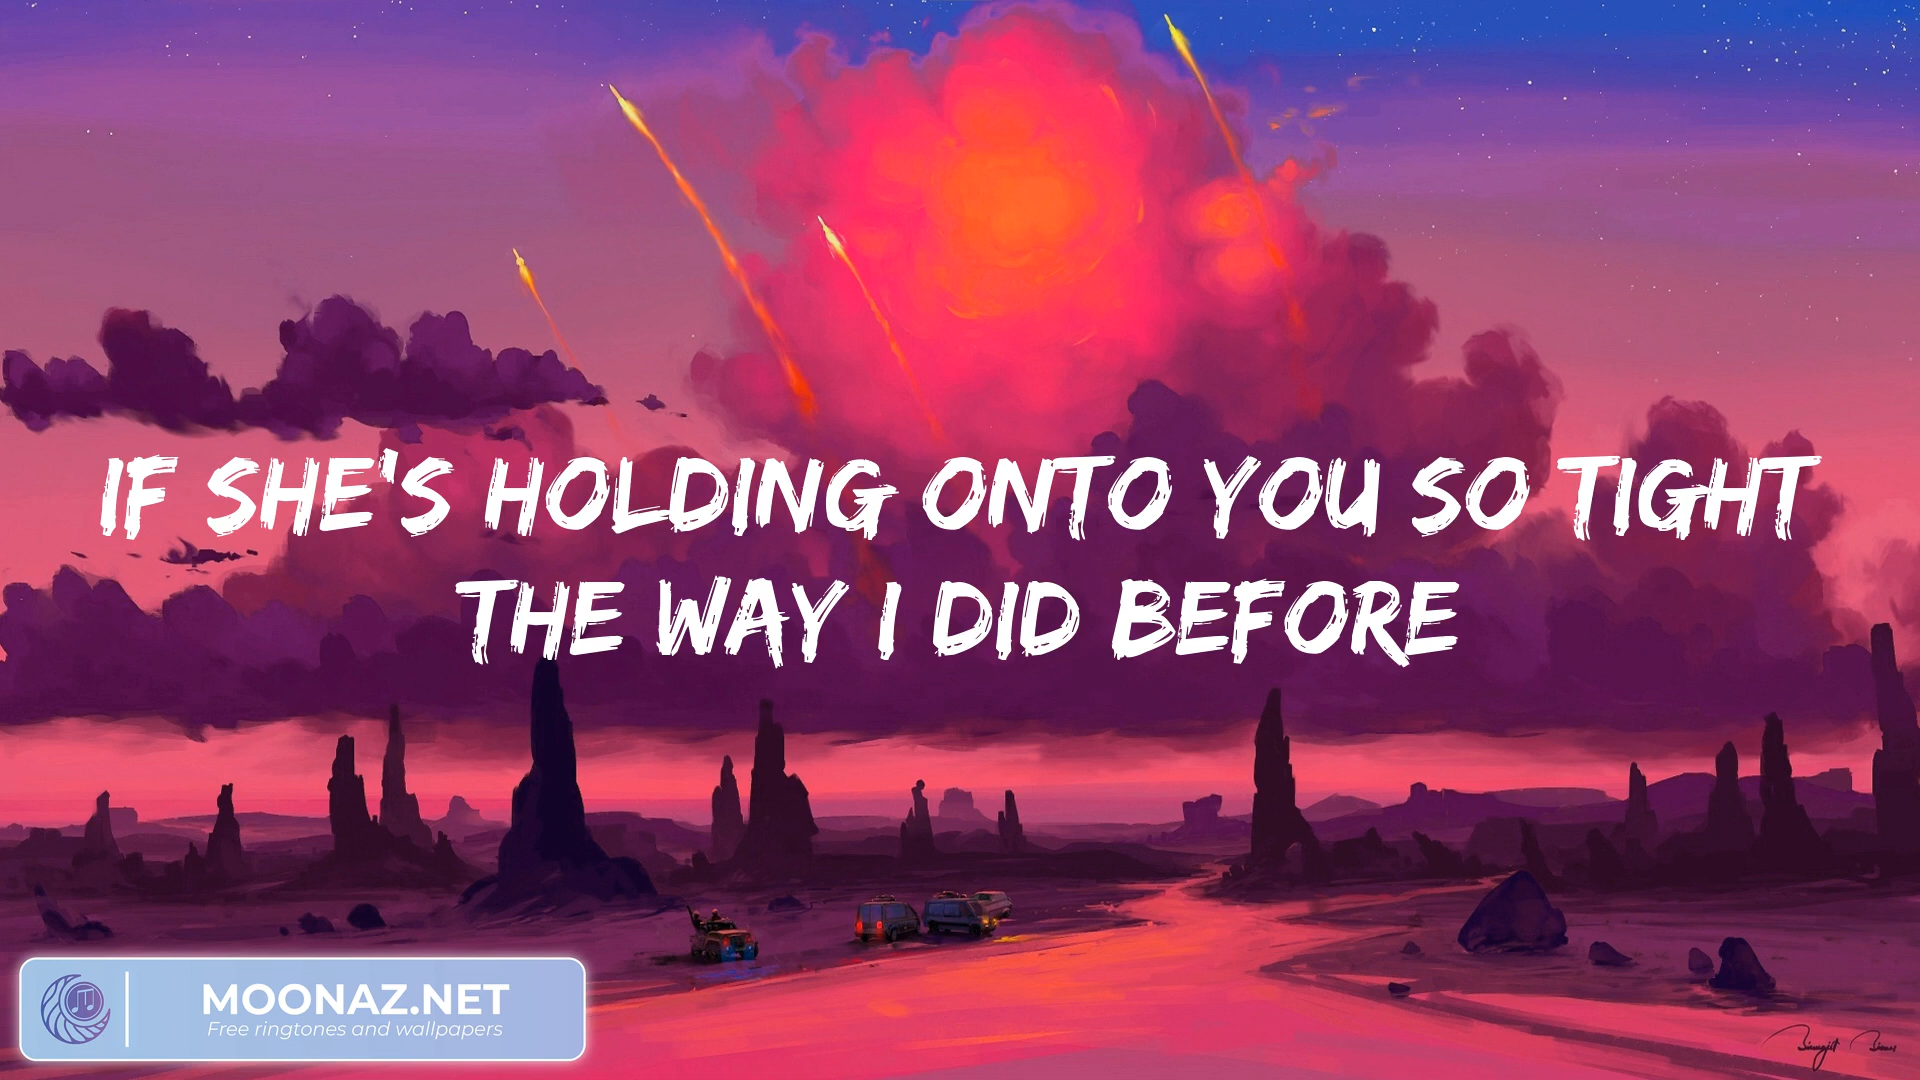 IF SHE'S HOLDING ONTO YOU SO TIGHT
THE WAY I DID BEFORE
MOONAZ.NET
Free ringtones and wallpapers